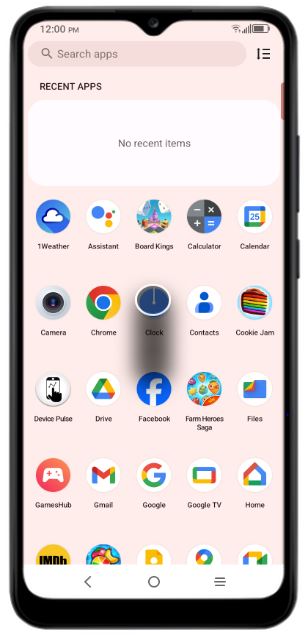 12:00 PM
Search apps
RECENT APPS
No recent items
25
1Weather Assistant Board Kings Calculator Calendar
Camera Chrome Clock Contacts Cookie Jam
Device Pulse Drive Facebook Farm Heroes Saga Files
GamesHub Gmail Google Google TV Home
IMDb